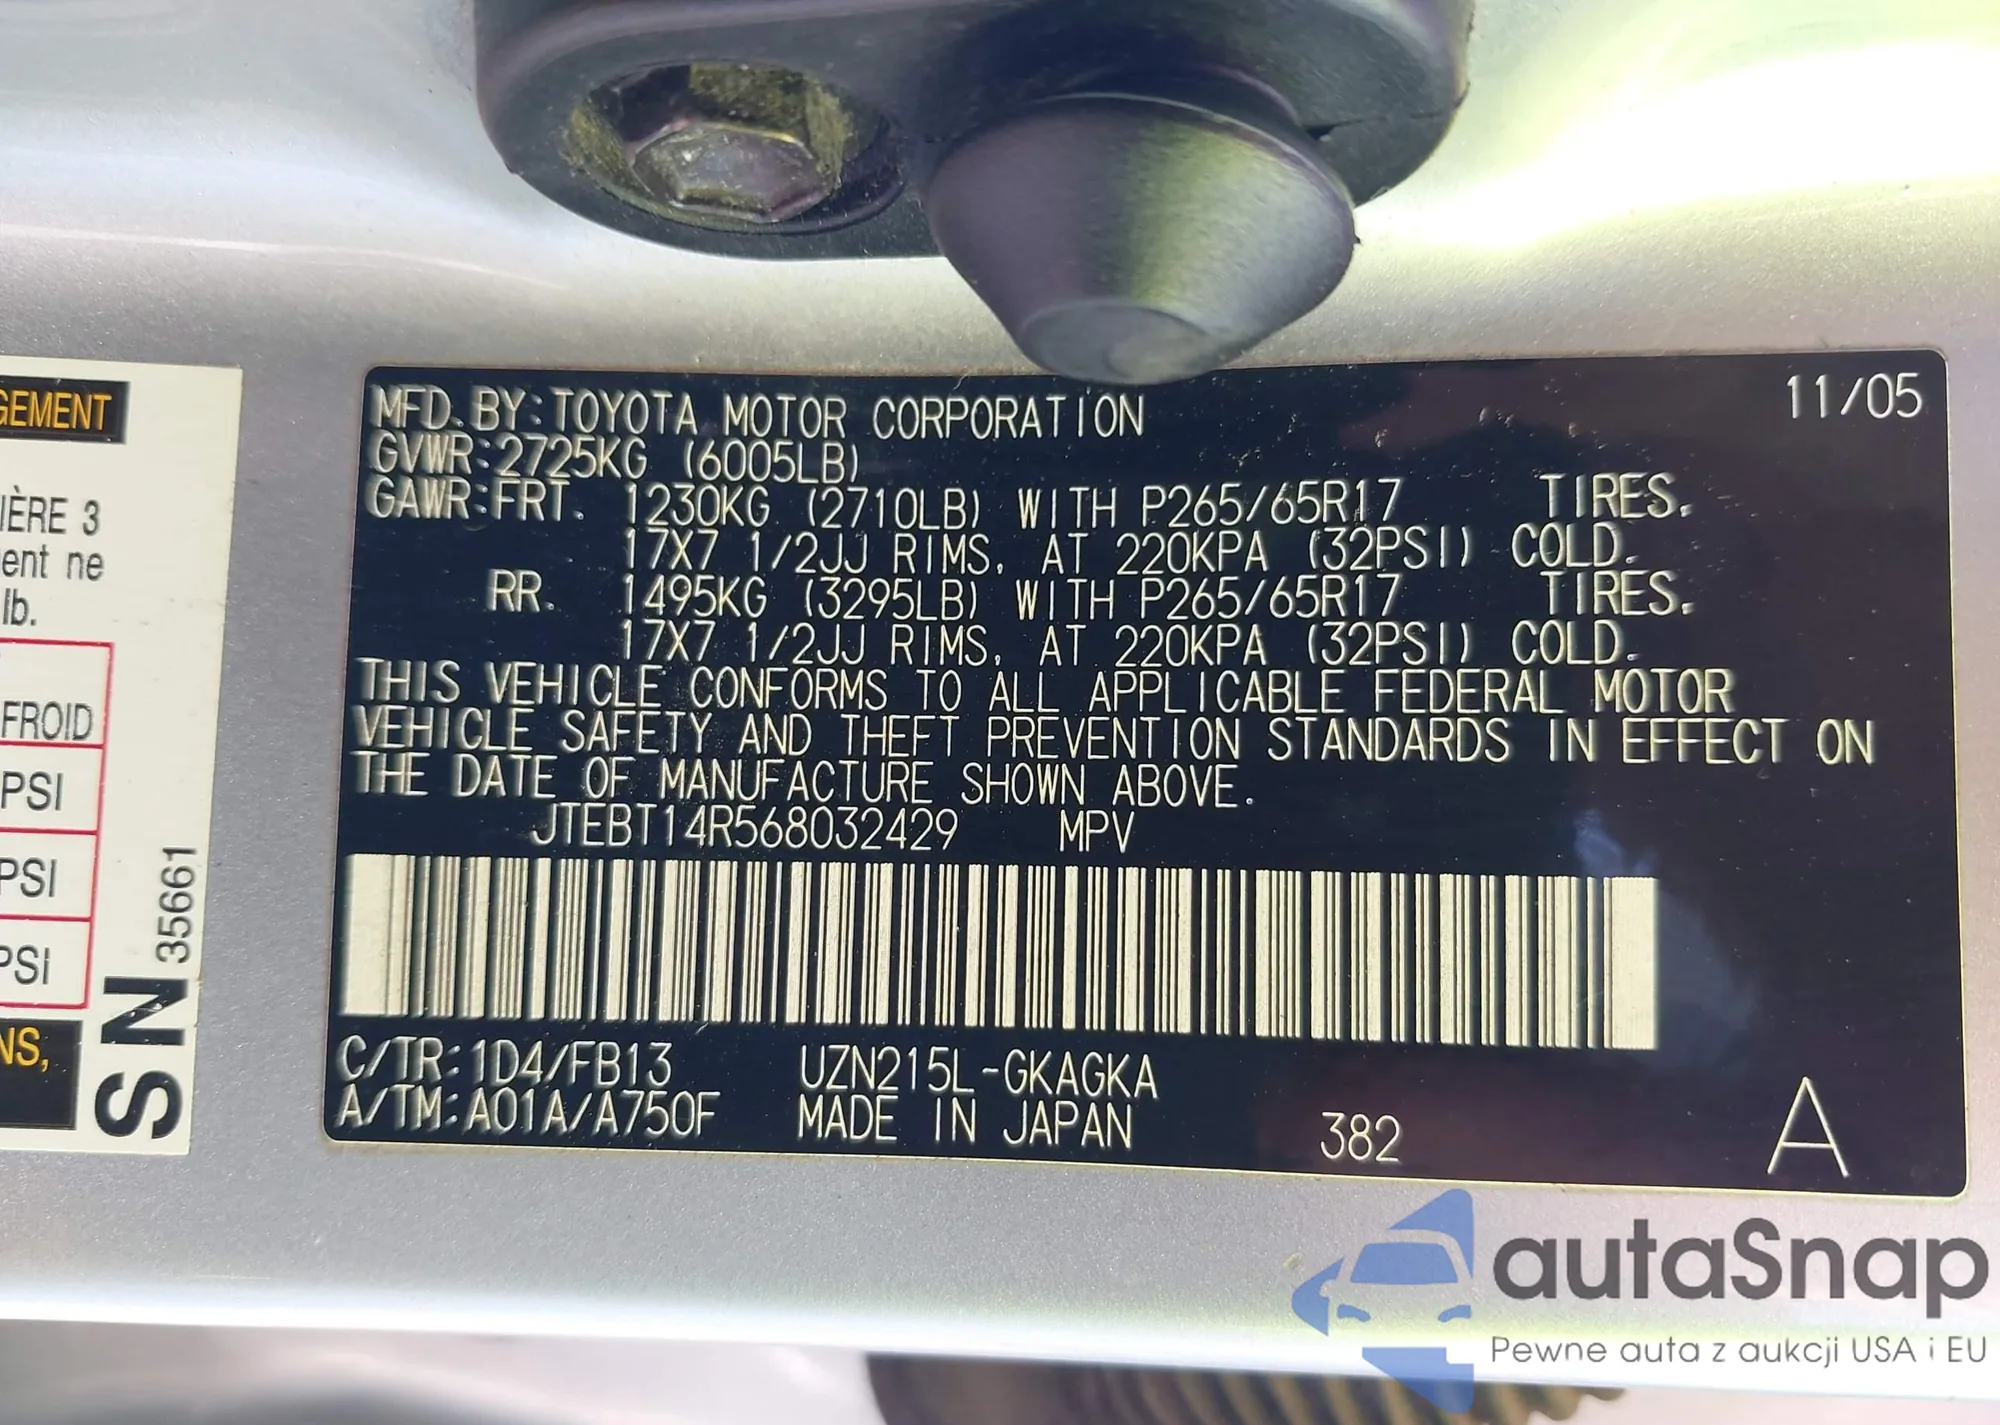 GEMENT
IÈRE 3
ent ne
lb.
FROID
PSI
PSI
PSI
NS,
SN 35661
11/05
MFD. BY: TOYOTA MOTOR CORPORATION
GVWR: 2725KG (6005LB)
GAWR: FRT. 1230KG (2710LB) WITH P265/65R17 TIRES.
17X7 1/2JJ RIMS, AT 220KPA (32PSI) COLD.
RR. 1495KG (3295LB) WITH P265/65R17 TIRES.
17X7 1/2JJ RIMS, AT 220KPA (32PSI) COLD.
THIS VEHICLE CONFORMS TO ALL APPLICABLE FEDERAL MOTOR
VEHICLE SAFETY AND THEFT PREVENTION STANDARDS IN EFFECT ON
THE DATE OF MANUFACTURE SHOWN ABOVE.
JTEBT14R568032429 MPV
C/TR: 1D4/FB13 UZN215L-GKAGKA
A/TM: A01A/A750F MADE IN JAPAN 382 A
autaSnap
Pewne auta z aukcji USA i EU